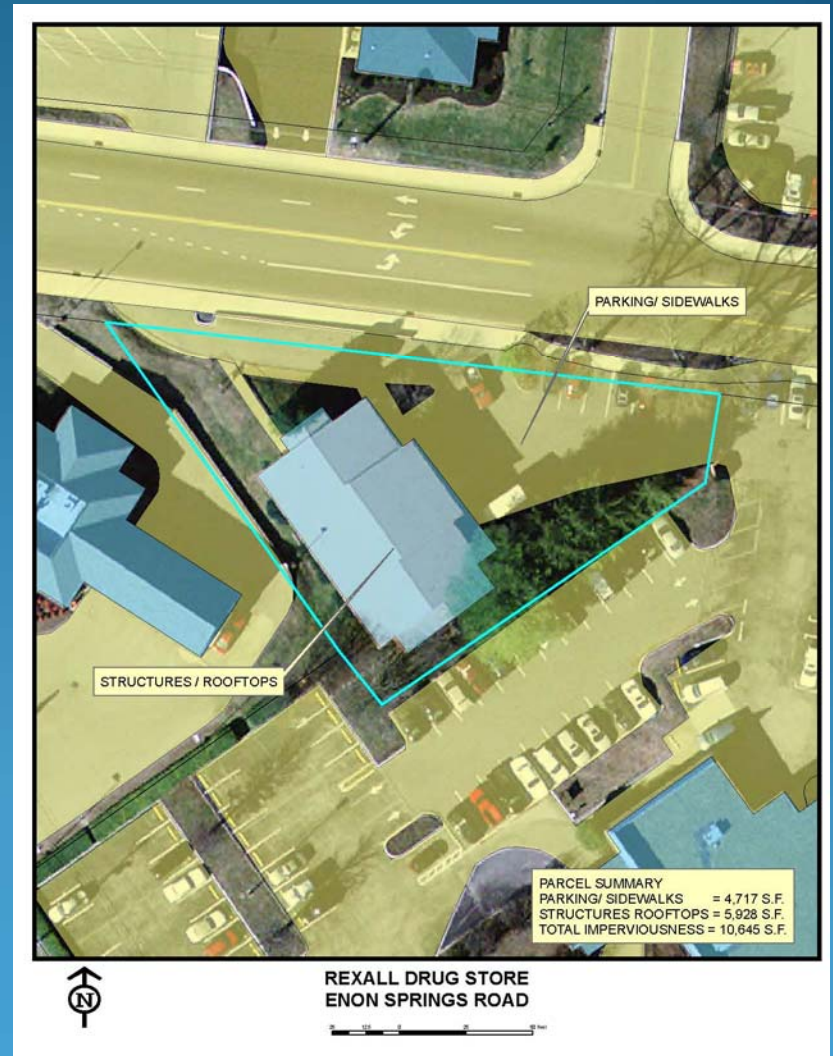 PARKING/ SIDEWALKS
STRUCTURES / ROOFTOPS
PARCEL SUMMARY
PARKING/ SIDEWALKS = 4,717 S.F.
STRUCTURES ROOFTOPS = 5,928 S.F.
TOTAL IMPERVIOUSNESS = 10,645 S.F.
N
REXALL DRUG STORE
ENON SPRINGS ROAD